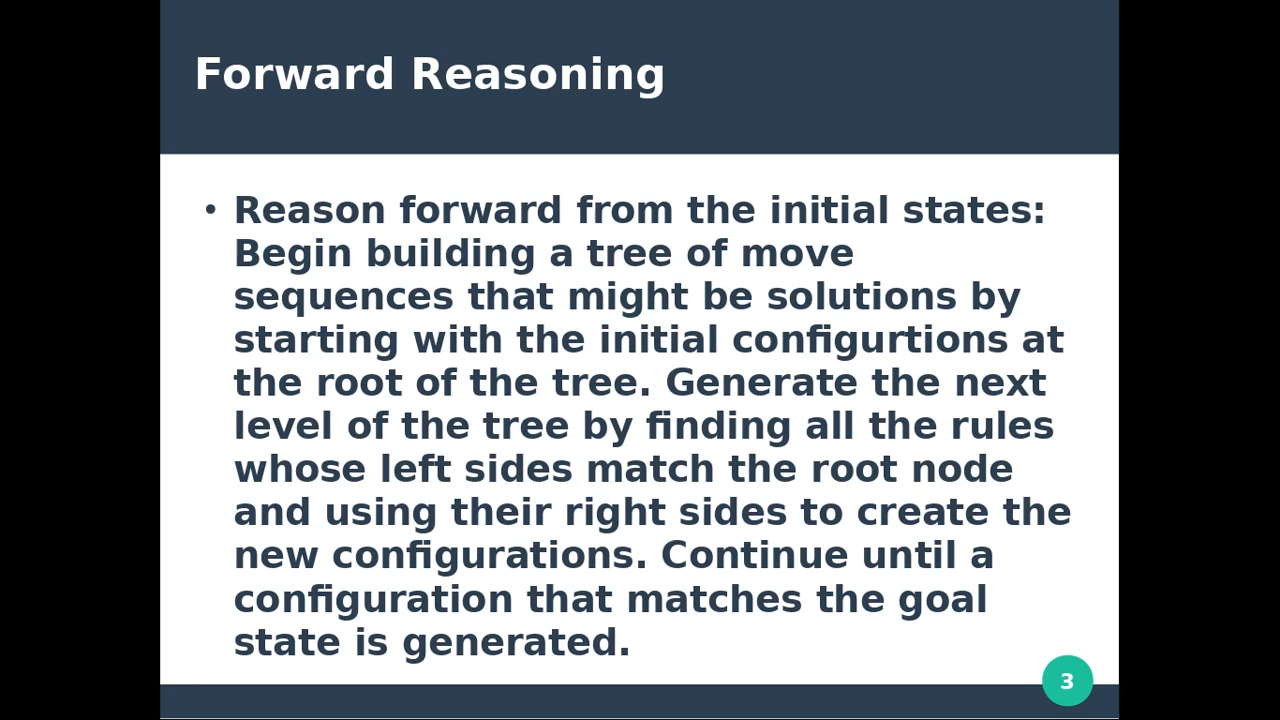 Forward Reasoning
• Reason forward from the initial states:
Begin building a tree of move
sequences that might be solutions by
starting with the initial configurtions at
the root of the tree. Generate the next
level of the tree by finding all the rules
whose left sides match the root node
and using their right sides to create the
new configurations. Continue until a
configuration that matches the goal
state is generated.
3